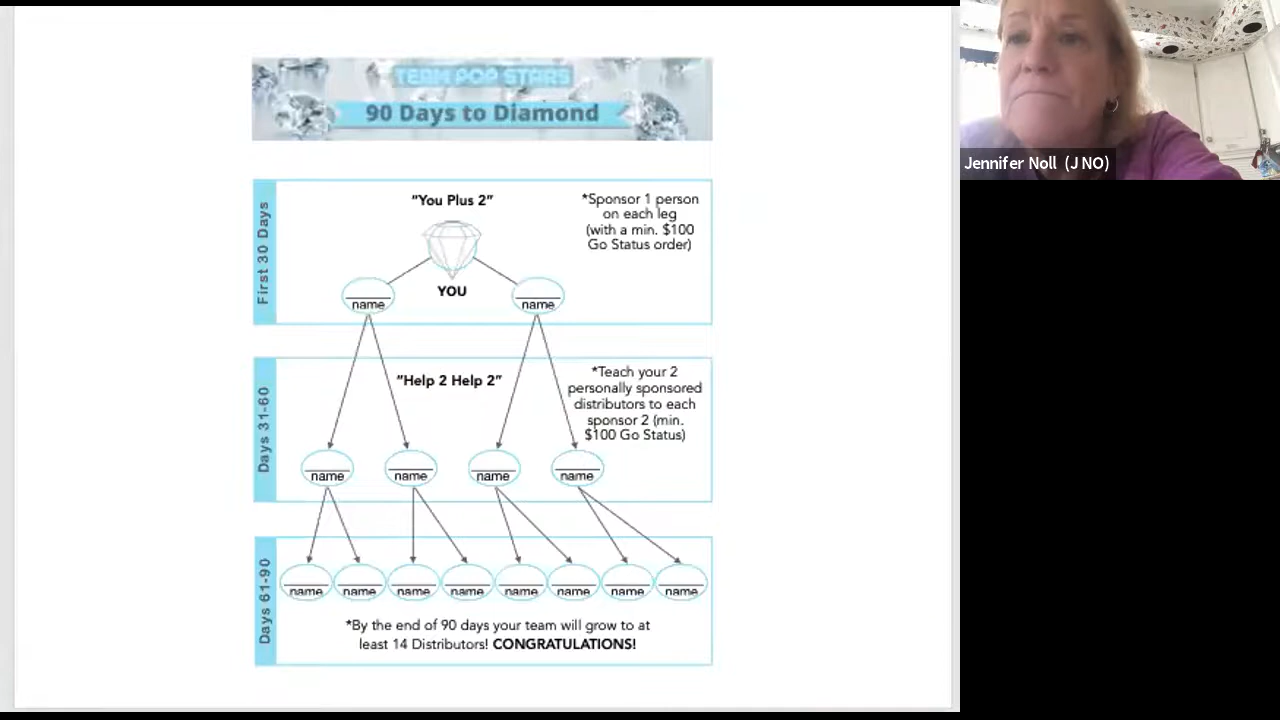 TEAM POP STARS
90 Days to Diamond
First 30 Days
"You Plus 2"
*Sponsor 1 person
on each leg
(with a min. $100
Go Status order)
YOU
name
name
Days 31-60
"Help 2 Help 2"
*Teach your 2
personally sponsored
distributors to each
sponsor 2 (min.
$100 Go Status)
name
name
name
name
Days 61-90
name
name
name
name
name
name
name
name
*By the end of 90 days your team will grow to at
least 14 Distributors! CONGRATULATIONS!
Jennifer Noll (J NO)